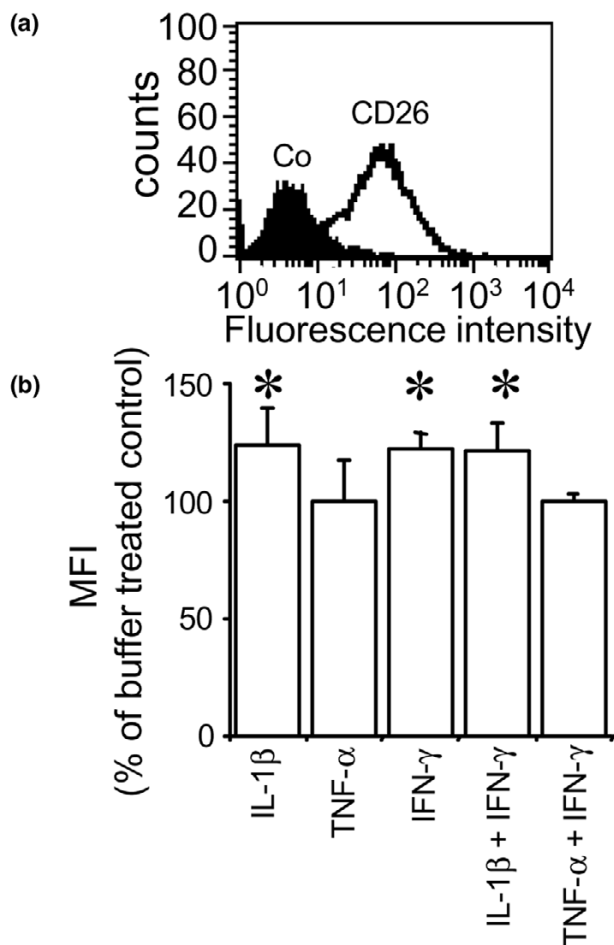 (a)
100
80
60
40
20
0
counts
Co
CD26
10⁰ 10¹ 10² 10³ 10⁴
Fluorescence intensity
(b)
MFI
(% of buffer treated control)
150
100
50
0
* * *
IL-1β
TNF-α
IFN-γ
IL-1β + IFN-γ
TNF-α + IFN-γ